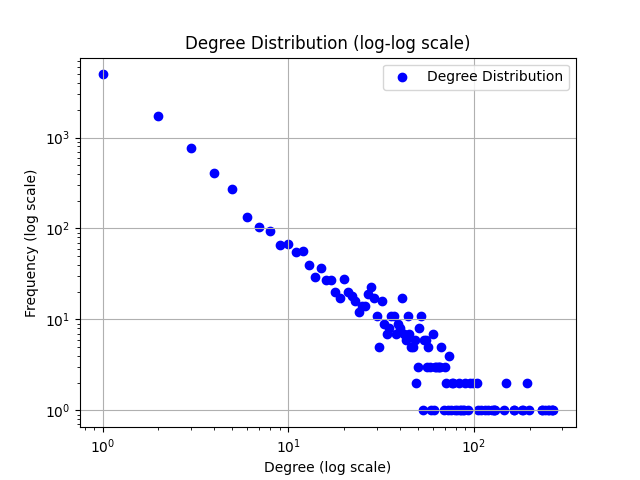 Degree Distribution (log-log scale)
Degree Distribution
10³
10²
10¹
10⁰
Frequency (log scale)
10⁰ 10¹ 10²
Degree (log scale)